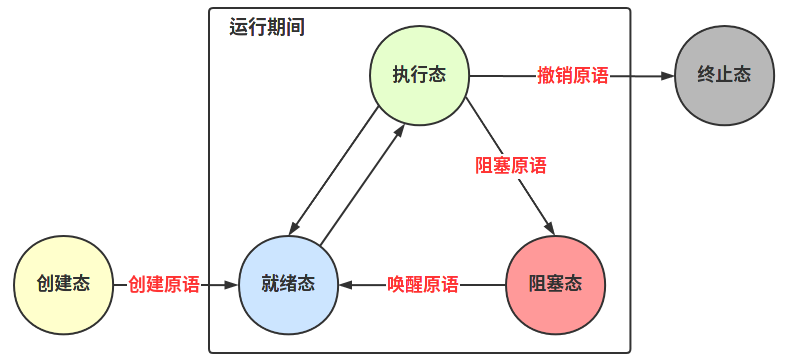 运行期间
执行态
撤销原语
终止态
阻塞原语
创建态
创建原语
就绪态
唤醒原语
阻塞态